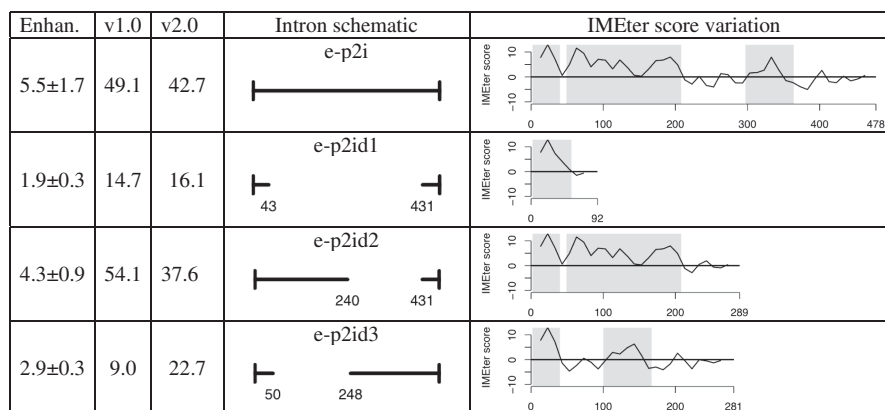 Enhan. v1.0 v2.0 Intron schematic IMEter score variation
5.5±1.7 49.1 42.7 e-p2i
IMEter score
10
0
−10
0 100 200 300 400 478
1.9±0.3 14.7 16.1 e-p2id1
43 431
IMEter score
10
0
−10
0 92
4.3±0.9 54.1 37.6 e-p2id2
240 431
IMEter score
10
0
−10
0 100 200 289
2.9±0.3 9.0 22.7 e-p2id3
50 248
IMEter score
10
0
−10
0 100 200 281